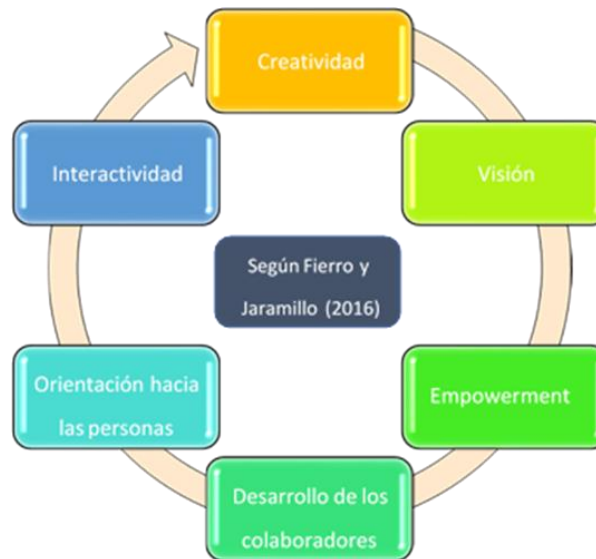 Creatividad
Visión
Empowerment
Desarrollo de los
colaboradores
Orientación hacia
las personas
Interactividad
Según Fierro y
Jaramillo (2016)